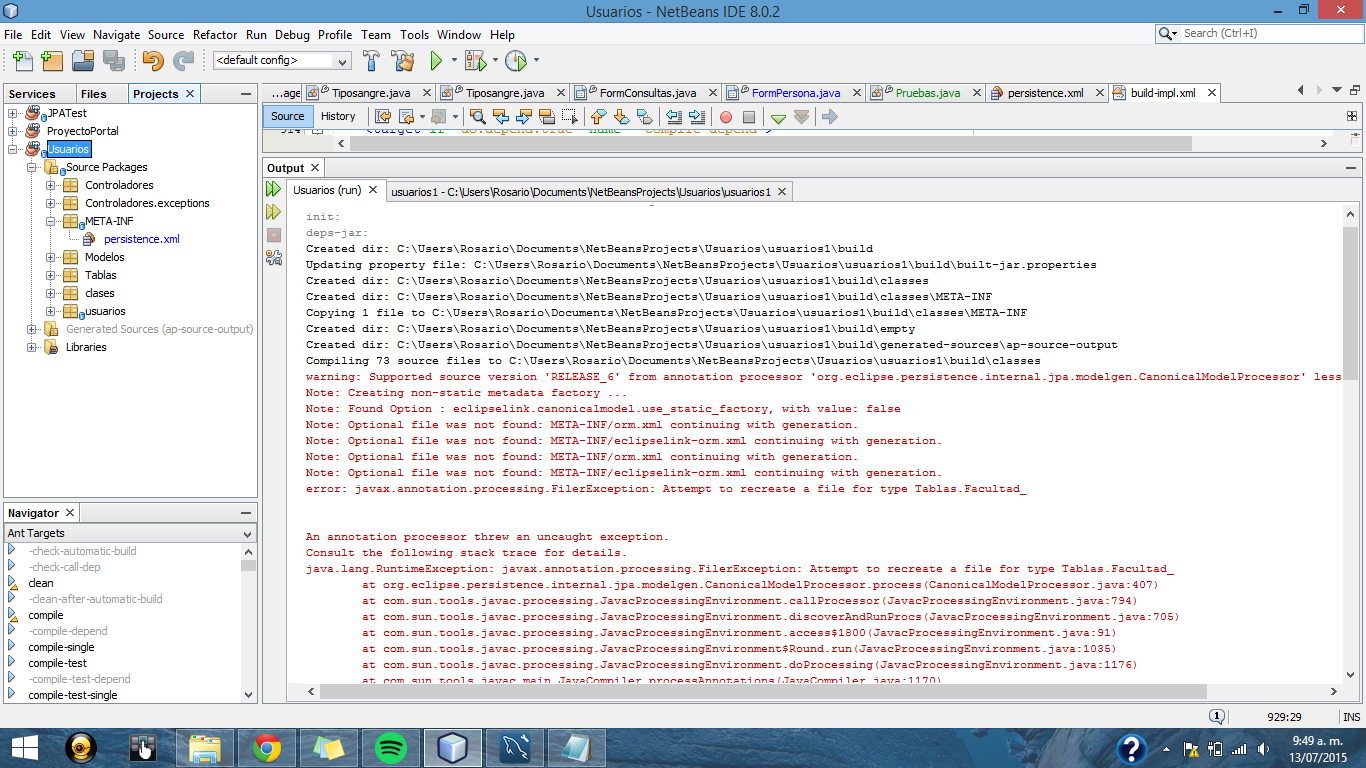 Usuarios - NetBeans IDE 8.0.2
File Edit View Navigate Source Refactor Run Debug Profile Team Tools Window Help
Search (Ctrl+I)
<default config>
Services Files Projects
...age Tiposangre.java Tiposangre.java FormConsultas.java FormPersona.java Pruebas.java persistence.xml build-impl.xml
JPATest
ProyectoPortal
Usuarios
Source Packages
Controladores
Controladores.exceptions
META-INF
persistence.xml
Modelos
Tablas
clases
usuarios
Generated Sources (ap-source-output)
Libraries
Source History
Output
Usuarios (run) usuarios1 - C:\Users\Rosario\Documents\NetBeansProjects\Usuarios\usuarios1
init:
deps-jar:
Created dir: C:\Users\Rosario\Documents\NetBeansProjects\Usuarios\usuarios1\build
Updating property file: C:\Users\Rosario\Documents\NetBeansProjects\Usuarios\usuarios1\build\built-jar.properties
Created dir: C:\Users\Rosario\Documents\NetBeansProjects\Usuarios\usuarios1\build\classes
Created dir: C:\Users\Rosario\Documents\NetBeansProjects\Usuarios\usuarios1\build\classes\META-INF
Copying 1 file to C:\Users\Rosario\Documents\NetBeansProjects\Usuarios\usuarios1\build\classes\META-INF
Created dir: C:\Users\Rosario\Documents\NetBeansProjects\Usuarios\usuarios1\build\empty
Created dir: C:\Users\Rosario\Documents\NetBeansProjects\Usuarios\usuarios1\build\generated-sources\ap-source-output
Compiling 73 source files to C:\Users\Rosario\Documents\NetBeansProjects\Usuarios\usuarios1\build\classes
warning: Supported source version 'RELEASE_6' from annotation processor 'org.eclipse.persistence.internal.jpa.modelgen.CanonicalModelProcessor' less
Note: Creating non-static metadata factory ...
Note: Found Option : eclipselink.canonicalmodel.use_static_factory, with value: false
Note: Optional file was not found: META-INF/orm.xml continuing with generation.
Note: Optional file was not found: META-INF/eclipselink-orm.xml continuing with generation.
Note: Optional file was not found: META-INF/orm.xml continuing with generation.
Note: Optional file was not found: META-INF/eclipselink-orm.xml continuing with generation.
error: javax.annotation.processing.FilerException: Attempt to recreate a file for type Tablas.Facultad_
An annotation processor threw an uncaught exception.
Consult the following stack trace for details.
java.lang.RuntimeException: javax.annotation.processing.FilerException: Attempt to recreate a file for type Tablas.Facultad_
at org.eclipse.persistence.internal.jpa.modelgen.CanonicalModelProcessor.process(CanonicalModelProcessor.java:407)
at com.sun.tools.javac.processing.JavacProcessingEnvironment.callProcessor(JavacProcessingEnvironment.java:794)
at com.sun.tools.javac.processing.JavacProcessingEnvironment.discoverAndRunProcs(JavacProcessingEnvironment.java:705)
at com.sun.tools.javac.processing.JavacProcessingEnvironment.access$1800(JavacProcessingEnvironment.java:91)
at com.sun.tools.javac.processing.JavacProcessingEnvironment$Round.run(JavacProcessingEnvironment.java:1035)
at com.sun.tools.javac.processing.JavacProcessingEnvironment.doProcessing(JavacProcessingEnvironment.java:1176)
at com.sun.tools.javac.main.JavaCompiler.processAnnotations(JavaCompiler.java:1170)
Navigator
Ant Targets
-check-automatic-build
-check-call-dep
clean
-clean-after-automatic-build
compile
-compile-depend
compile-single
compile-test
-compile-test-depend
compile-test-single
1
929:29
INS
9:49 a. m.
13/07/2015